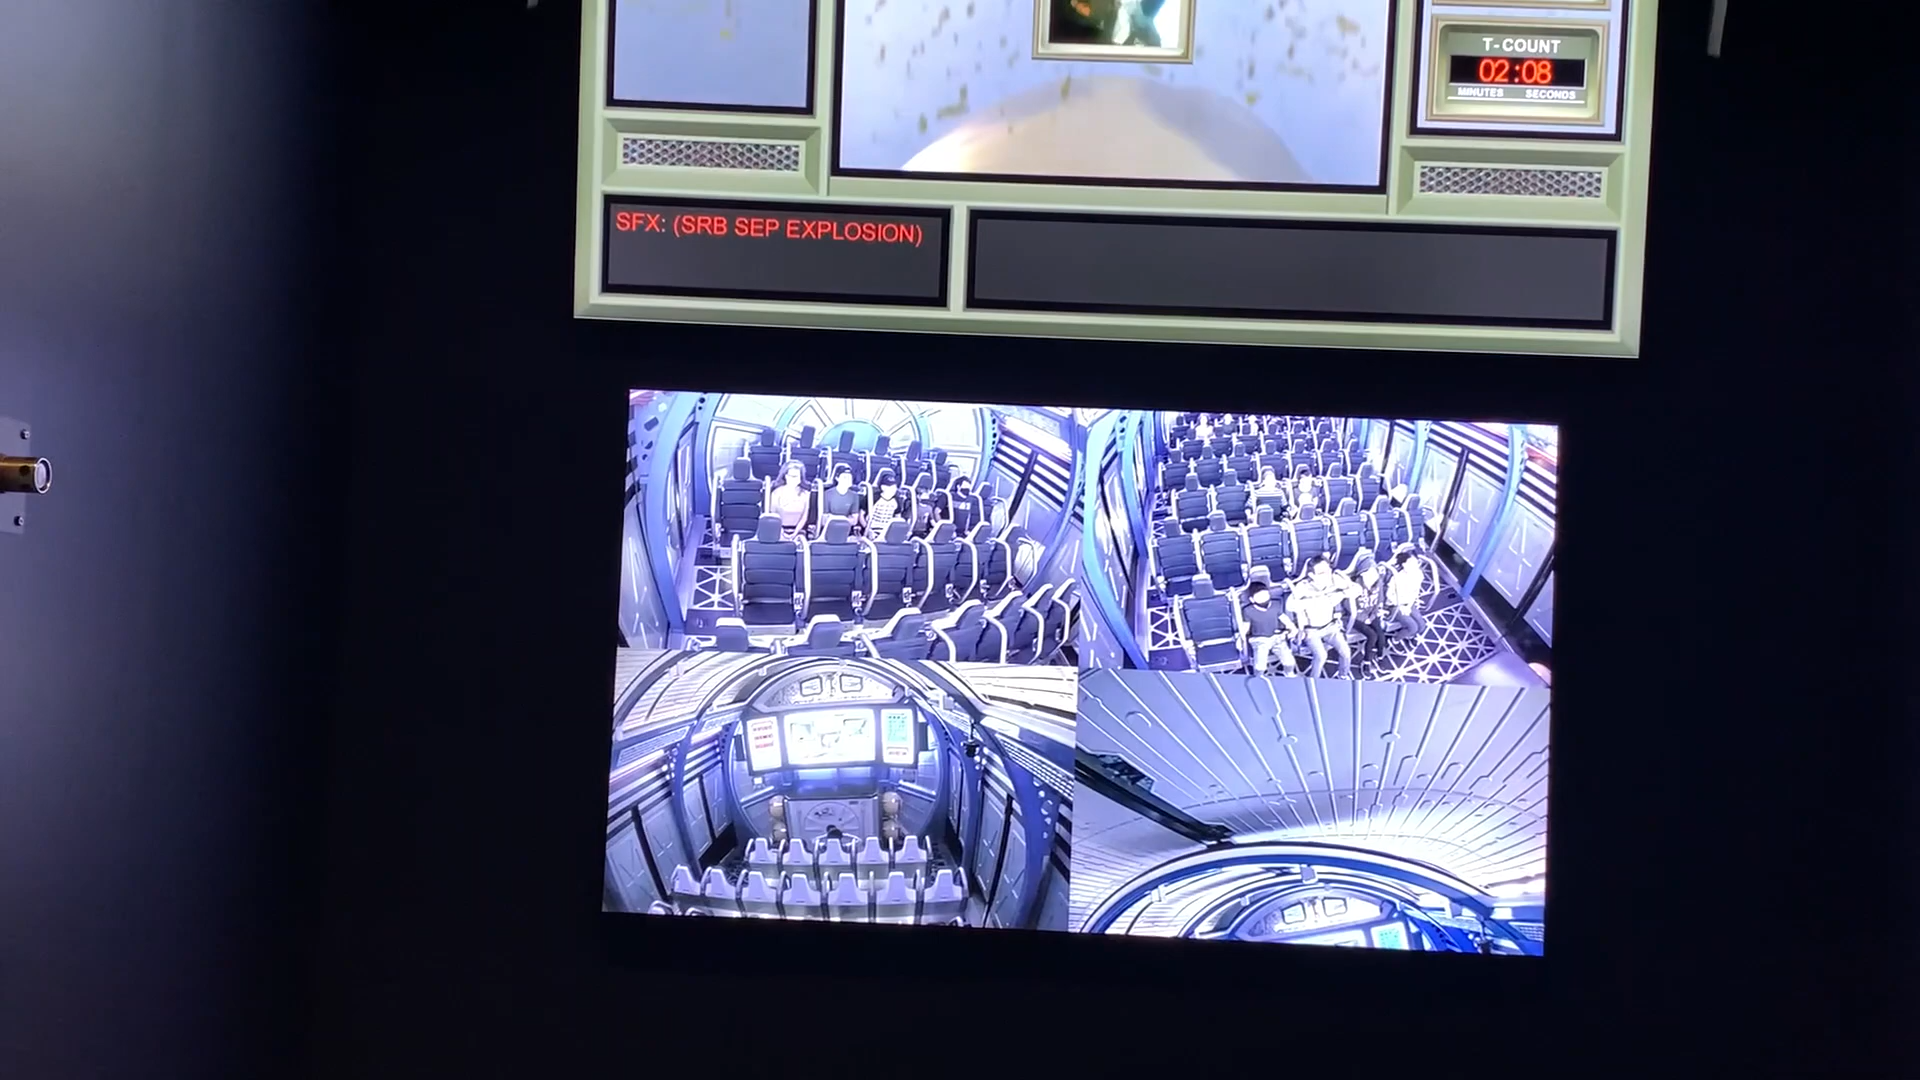 T-COUNT
02:08
MINUTES SECONDS
SFX: (SRB SEP EXPLOSION)